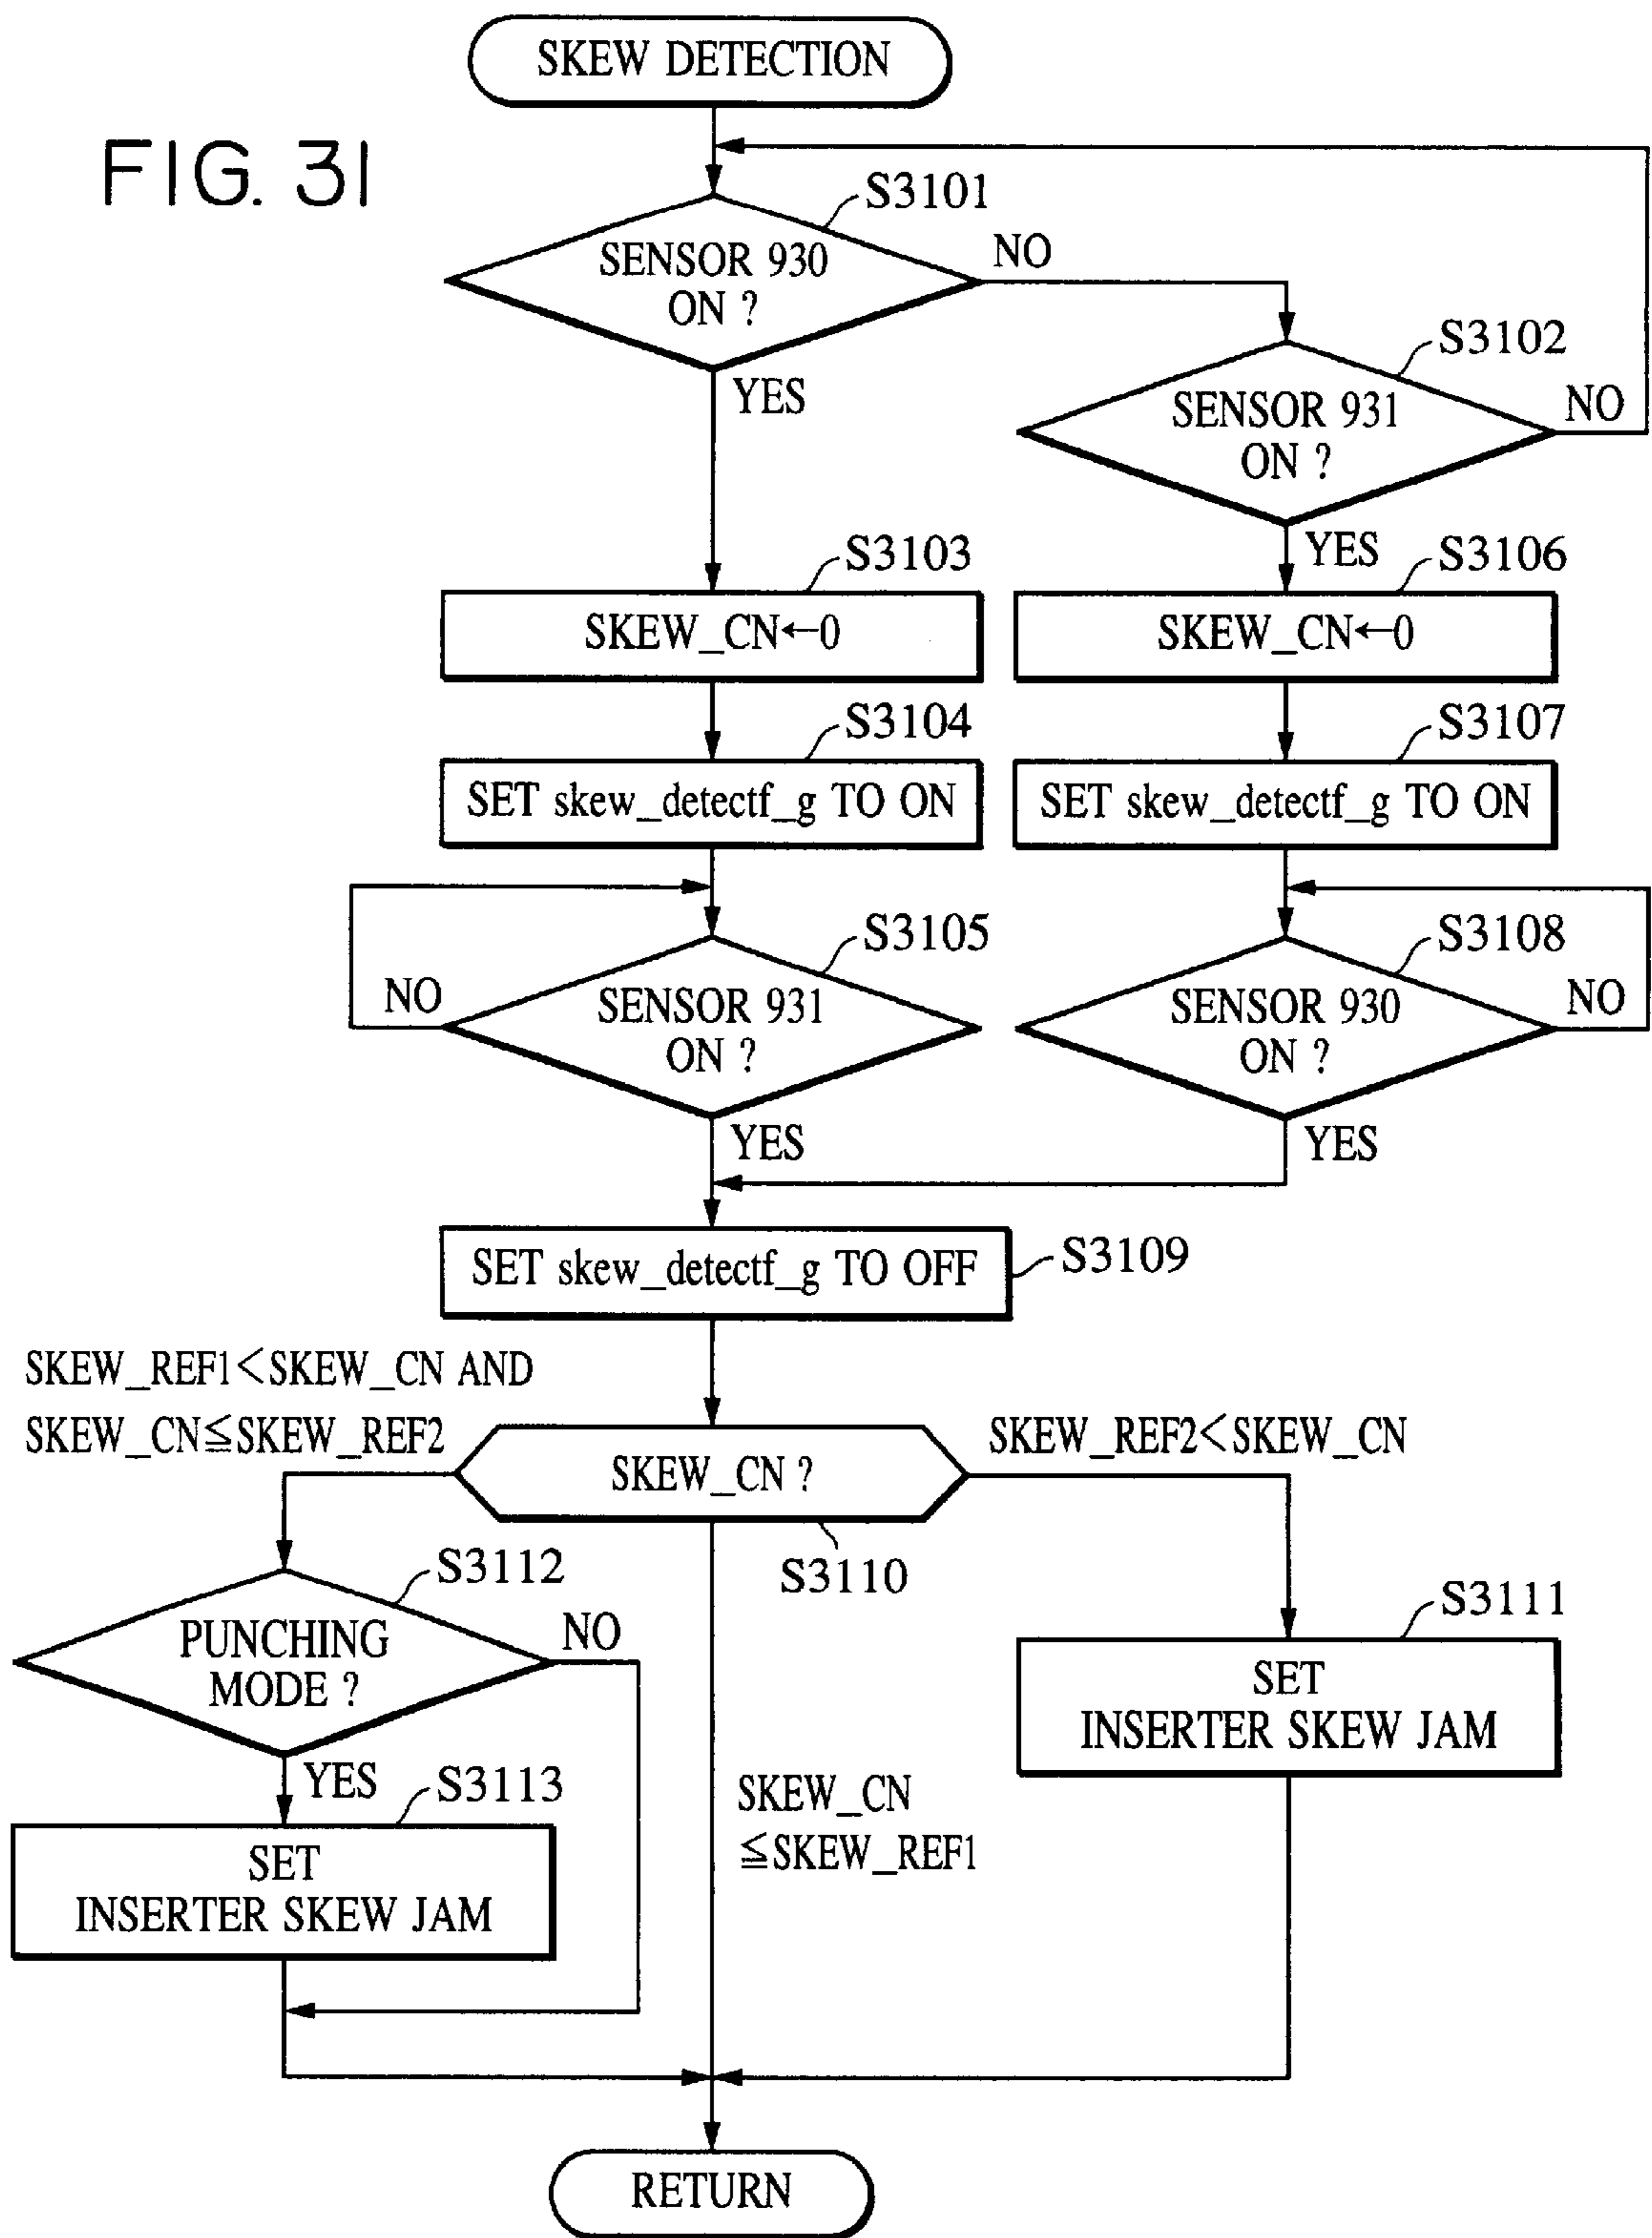 SKEW DETECTION
FIG. 31
S3101
SENSOR 930
ON ?
NO
YES
S3102
SENSOR 931
ON ?
NO
YES
S3103
SKEW_CN←0
S3106
SKEW_CN←0
S3104
SET skew_detectf_g TO ON
S3107
SET skew_detectf_g TO ON
S3105
SENSOR 931
ON ?
NO
YES
S3108
SENSOR 930
ON ?
NO
YES
SET skew_detectf_g TO OFF
S3109
SKEW_REF1<SKEW_CN AND
SKEW_CN≦SKEW_REF2
SKEW_CN ?
SKEW_REF2<SKEW_CN
S3110
S3112
PUNCHING
MODE ?
NO
YES
S3111
SET
INSERTER SKEW JAM
S3113
SET
INSERTER SKEW JAM
SKEW_CN
≦SKEW_REF1
RETURN